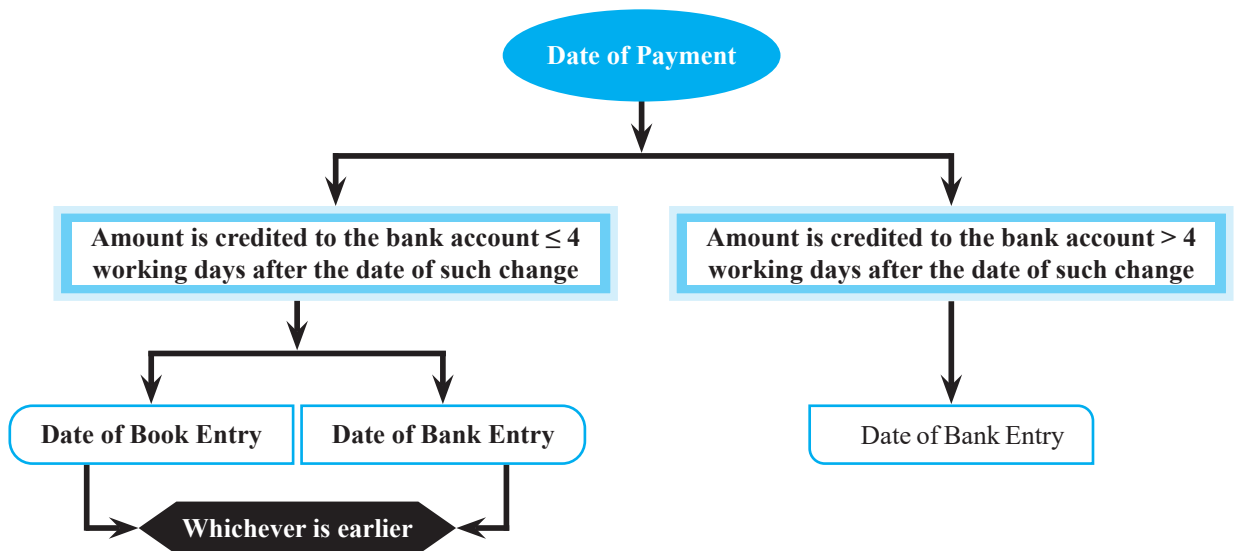 Date of Payment
Amount is credited to the bank account ≤ 4
working days after the date of such change
Amount is credited to the bank account > 4
working days after the date of such change
Date of Book Entry
Date of Bank Entry
Date of Bank Entry
Whichever is earlier